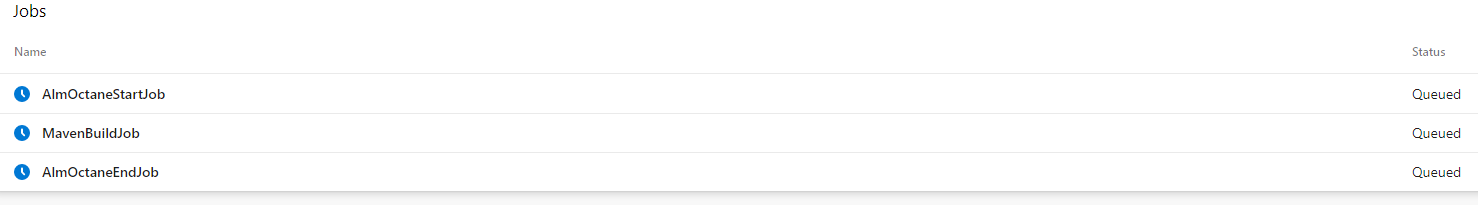 Jobs
Name Status
AlmOctaneStartJob Queued
MavenBuildJob Queued
AlmOctaneEndJob Queued